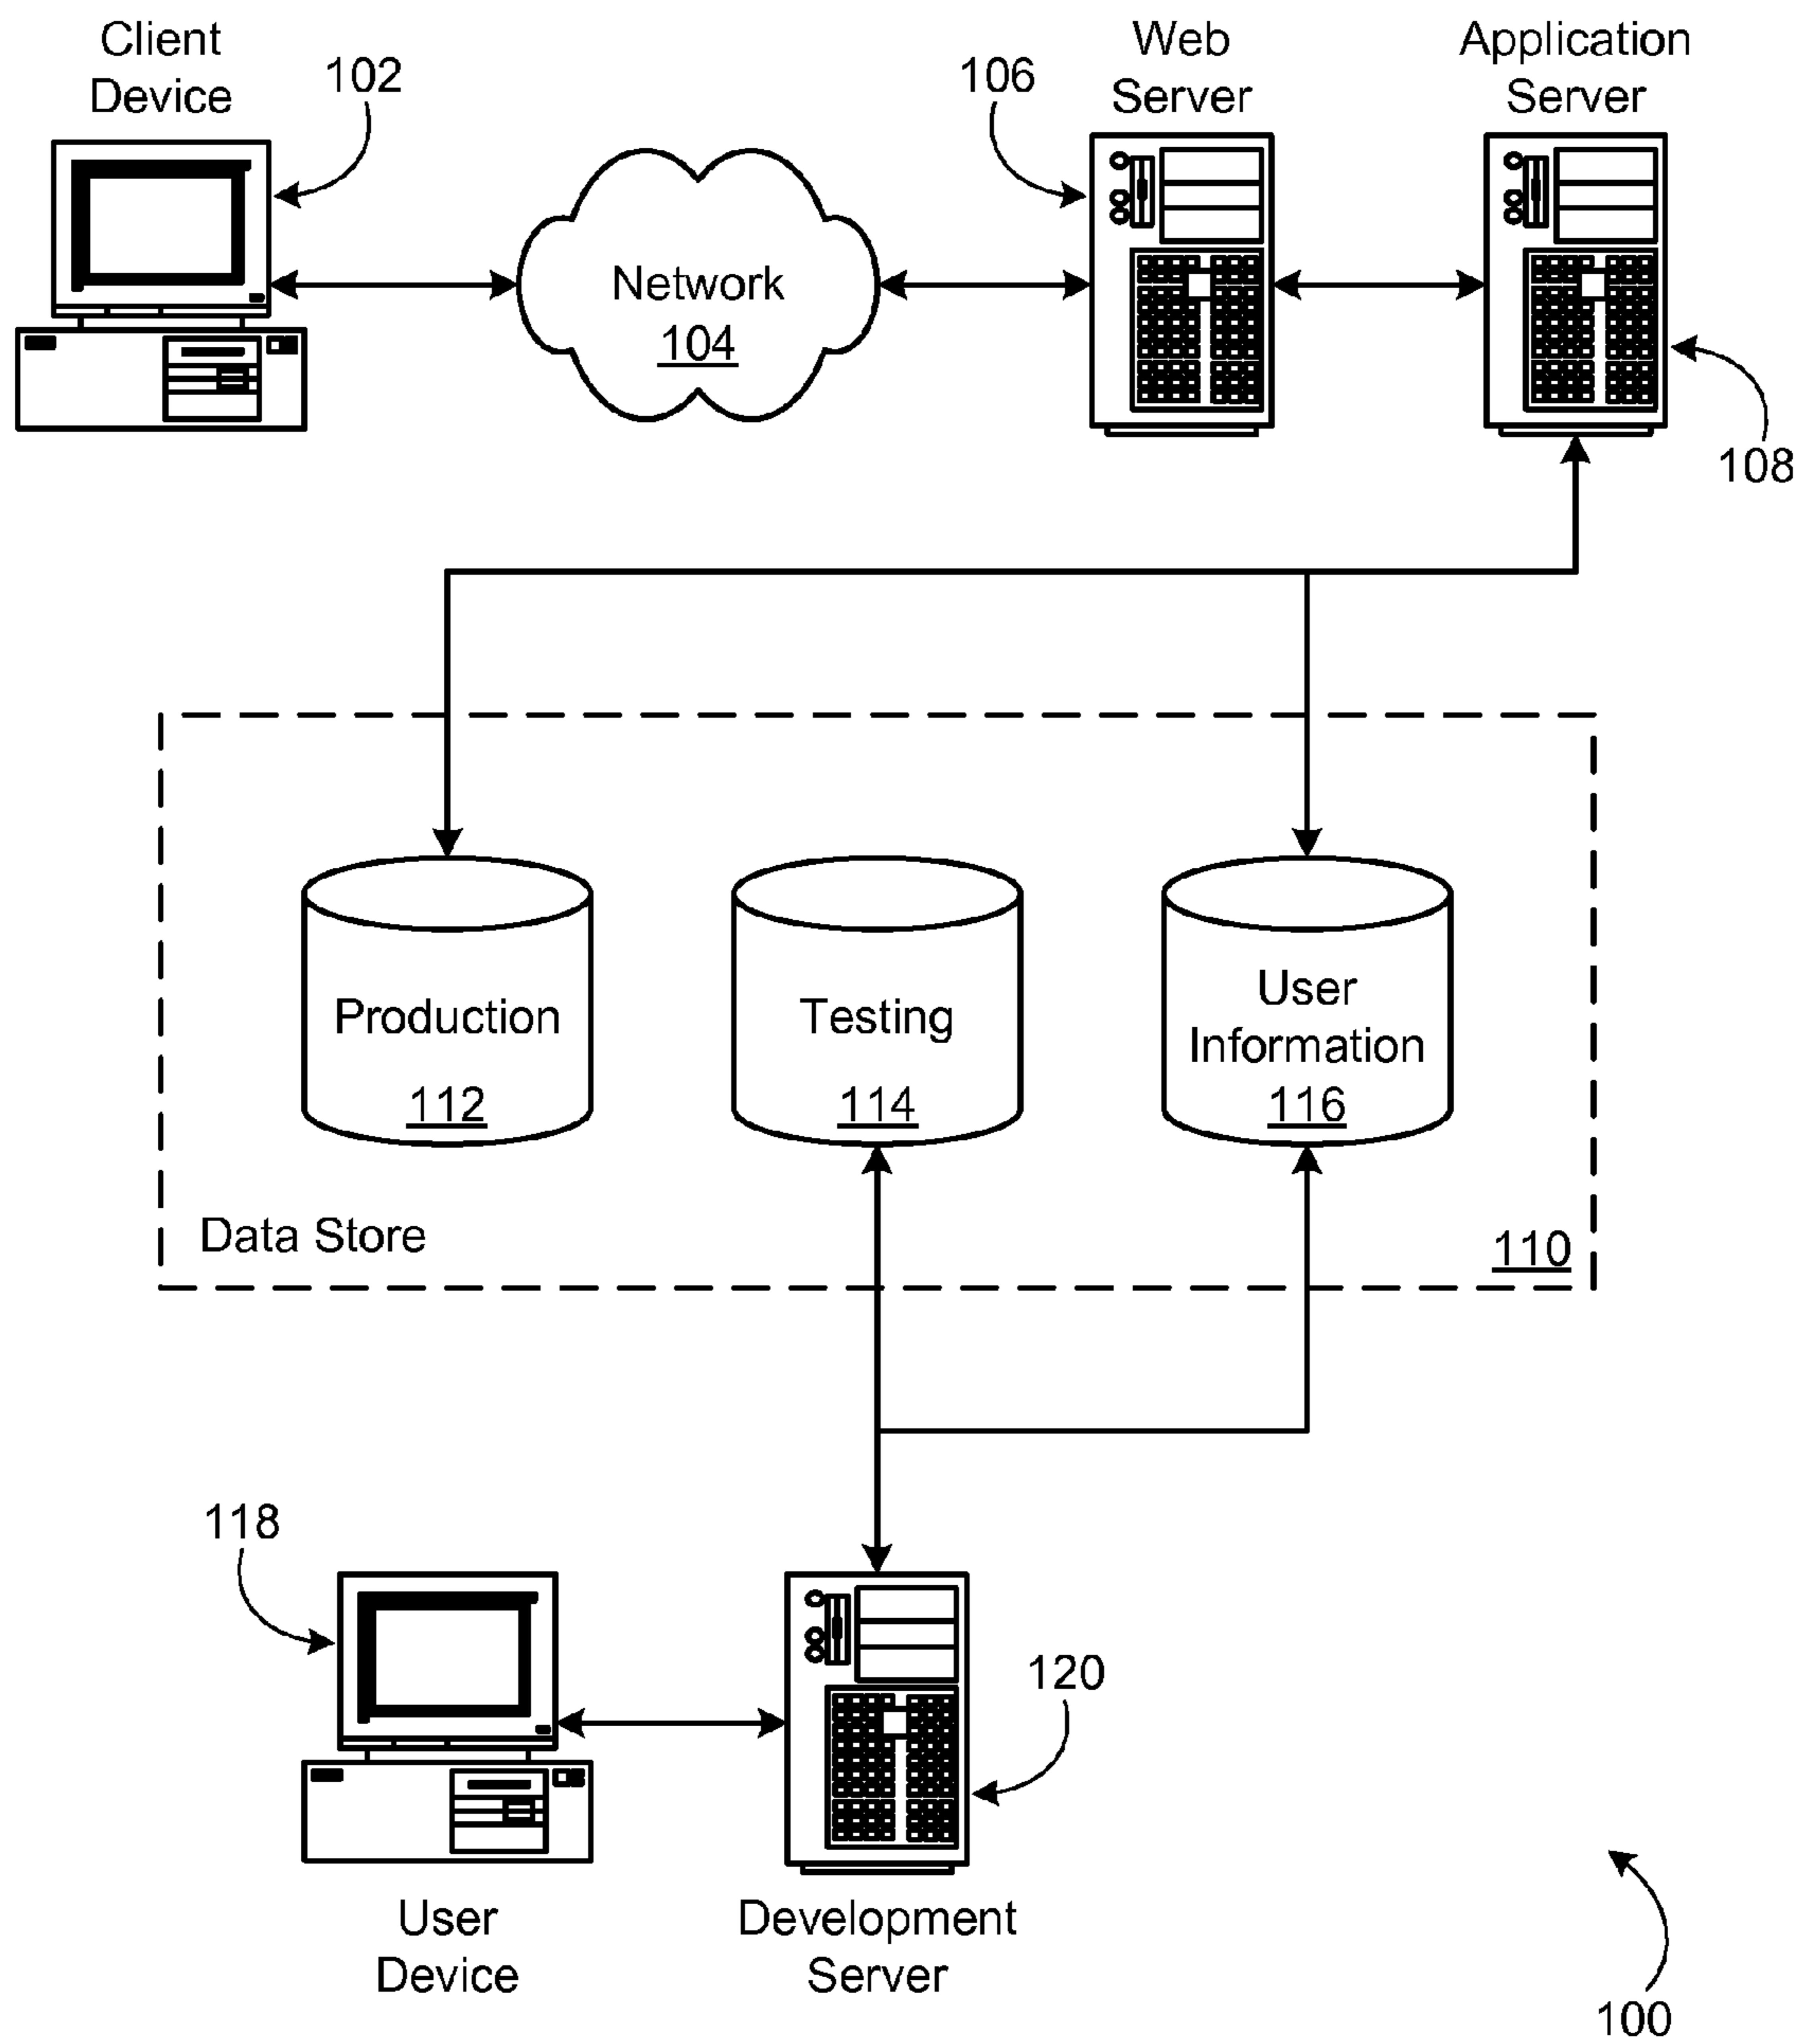 Client
Device
102
106
Web
Server
Application
Server
Network
104
108
Production
112
Testing
114
User
Information
116
Data Store
110
118
120
User
Device
Development
Server
100